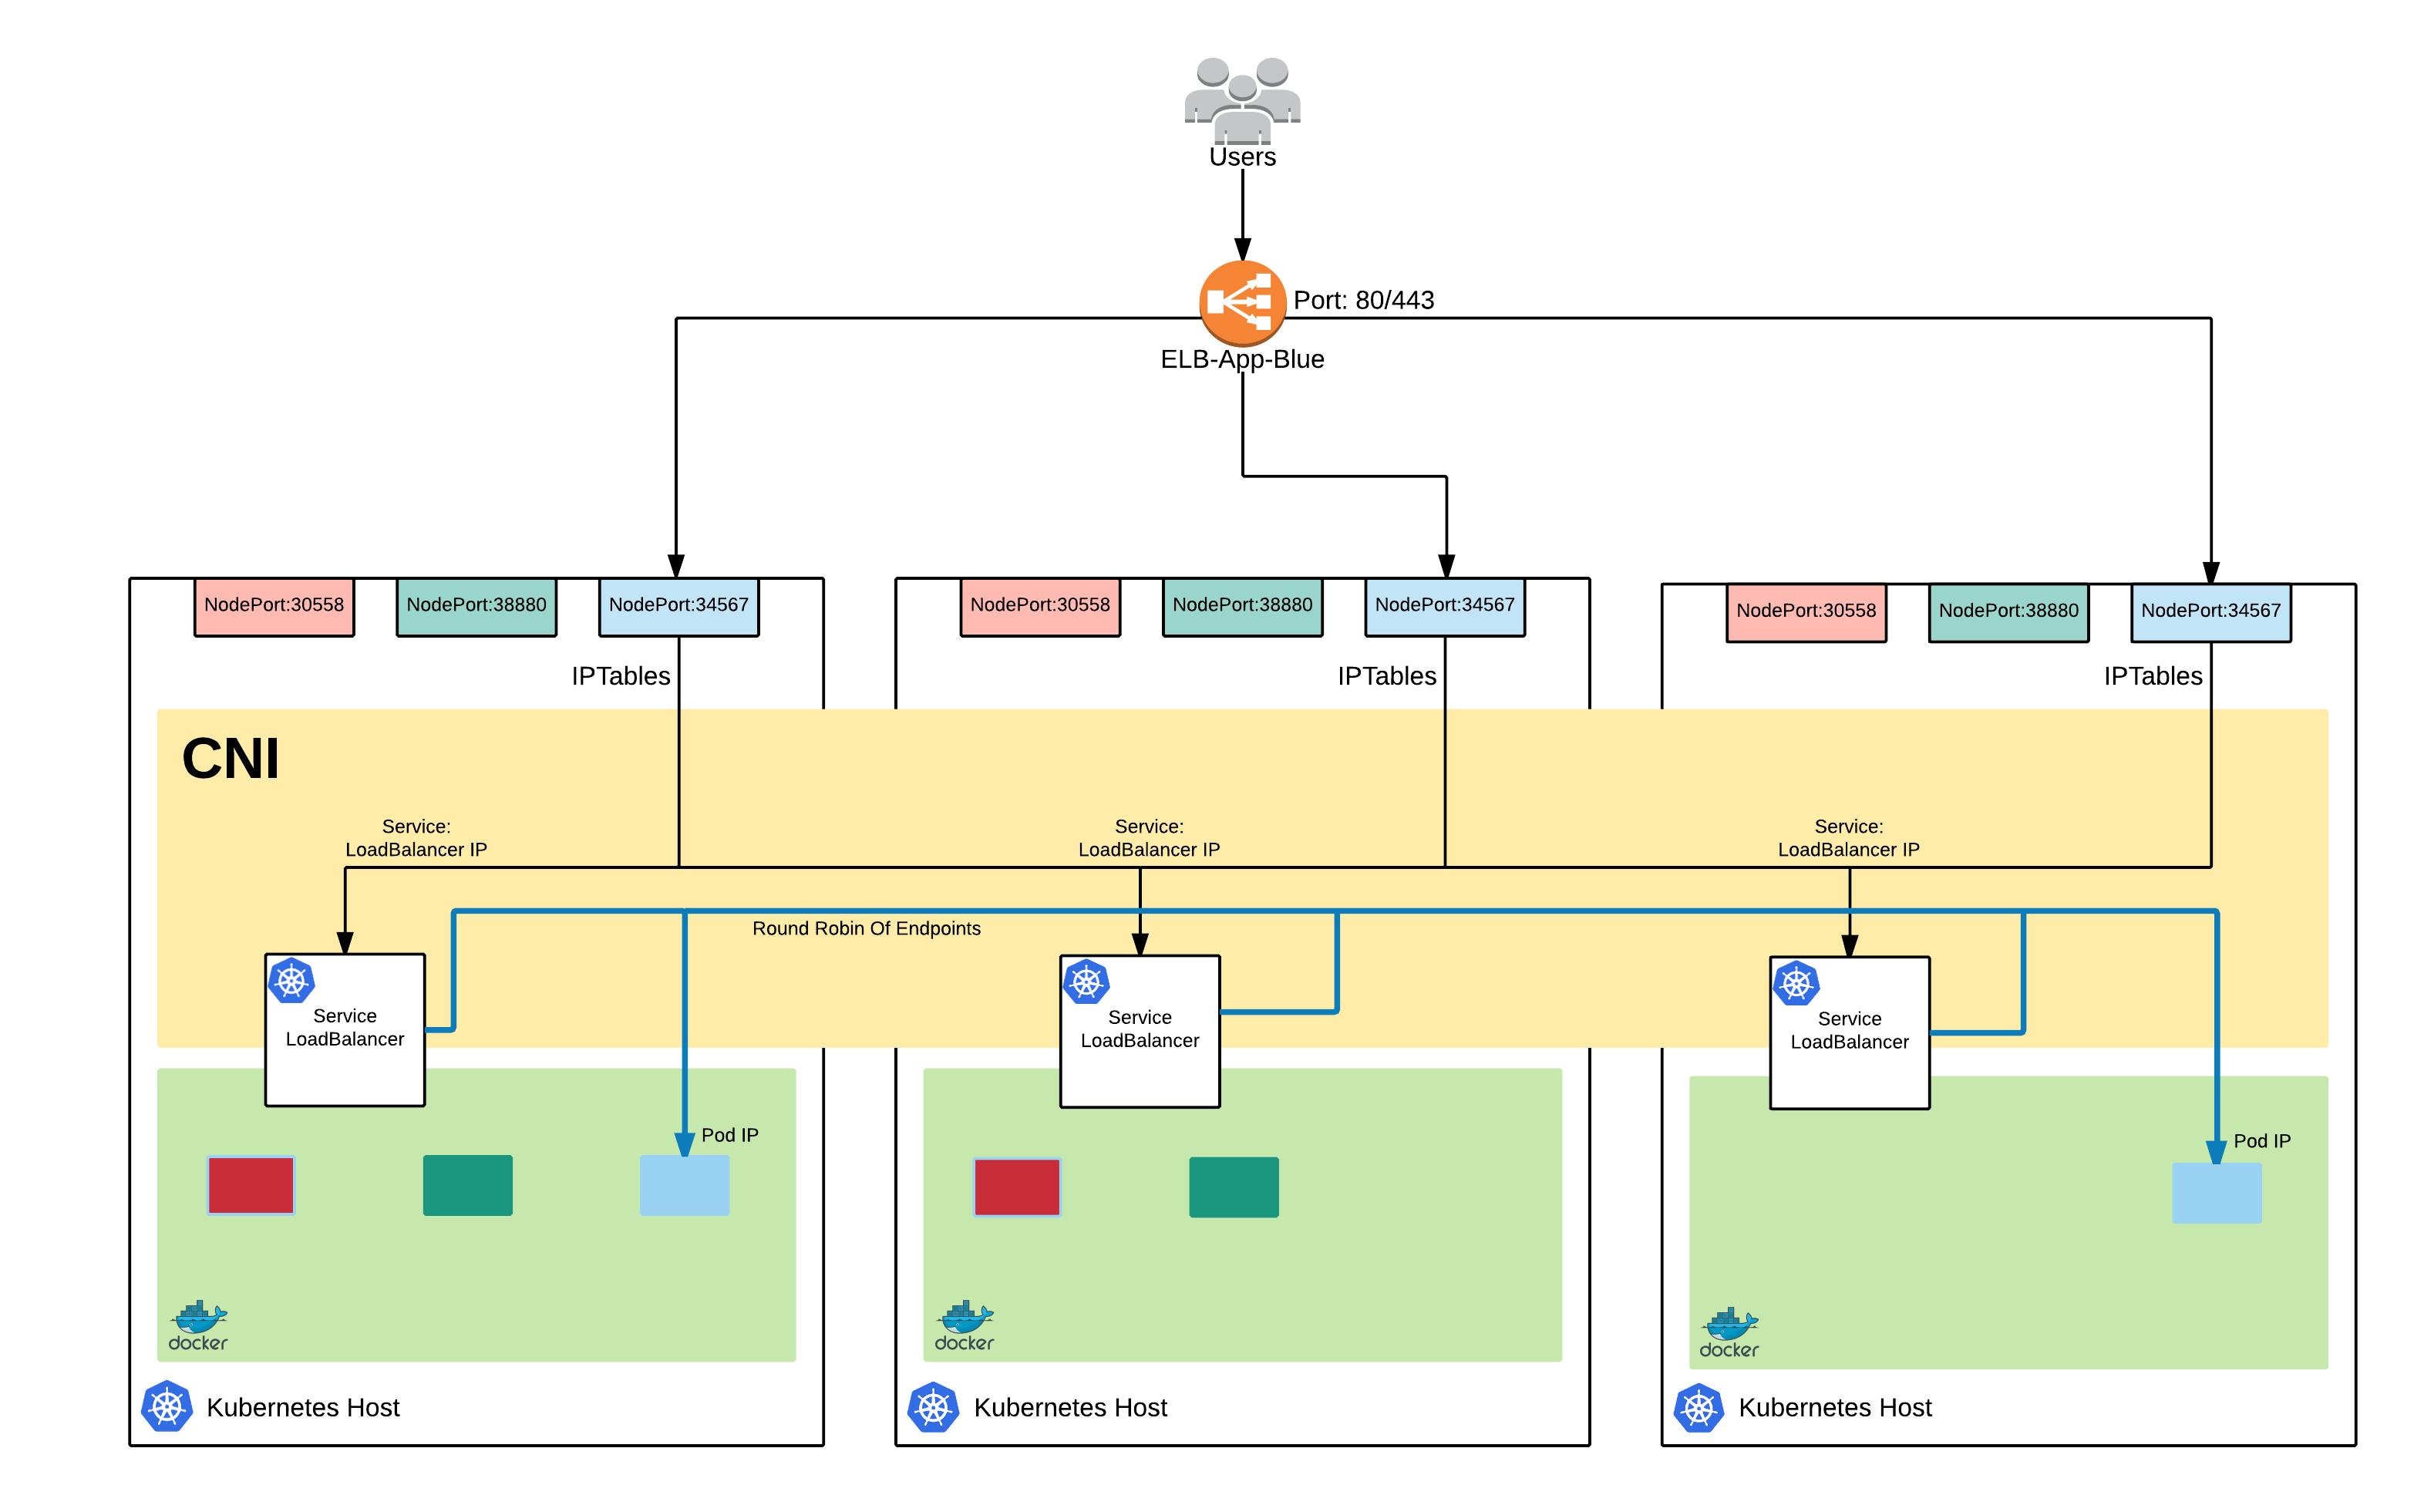 Users
Port: 80/443
ELB-App-Blue
NodePort:30558
NodePort:38880
NodePort:34567
NodePort:30558
NodePort:38880
NodePort:34567
NodePort:30558
NodePort:38880
NodePort:34567
IPTables
IPTables
IPTables
CNI
Service:
LoadBalancer IP
Service:
LoadBalancer IP
Service:
LoadBalancer IP
Round Robin Of Endpoints
Service
LoadBalancer
Service
LoadBalancer
Service
LoadBalancer
Pod IP
Pod IP
docker
docker
docker
Kubernetes Host
Kubernetes Host
Kubernetes Host